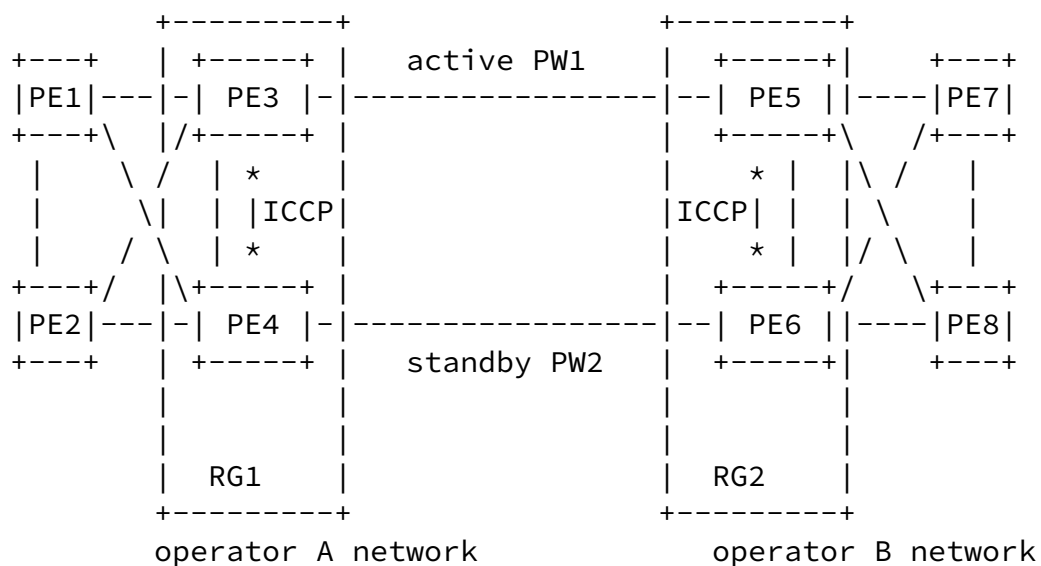 active PW1
PE1 PE3 PE5 PE7
ICCP ICCP
PE2 PE4 PE6 PE8
standby PW2
RG1 RG2
operator A network operator B network